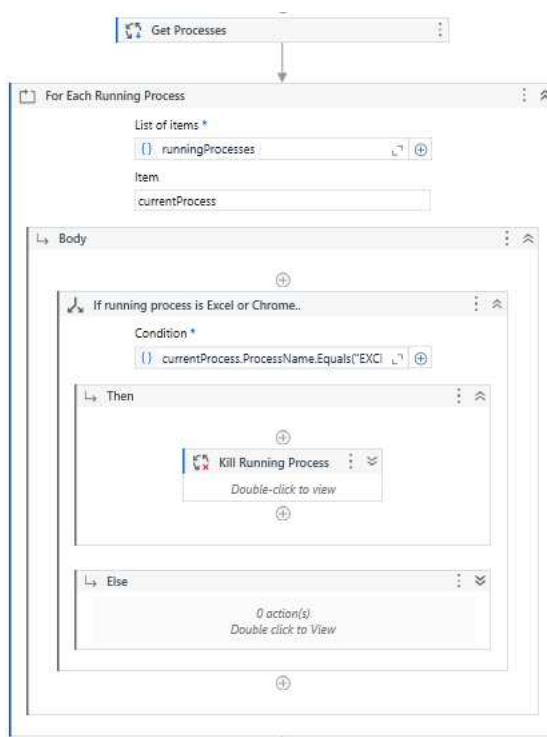 Get Processes
For Each Running Process
List of items *
runningProcesses
Item
currentProcess
Body
If running process is Excel or Chrome..
Condition *
currentProcess.ProcessName.Equals("EXCI
Then
Kill Running Process
Double-click to view
Else
0 action(s)
Double click to View